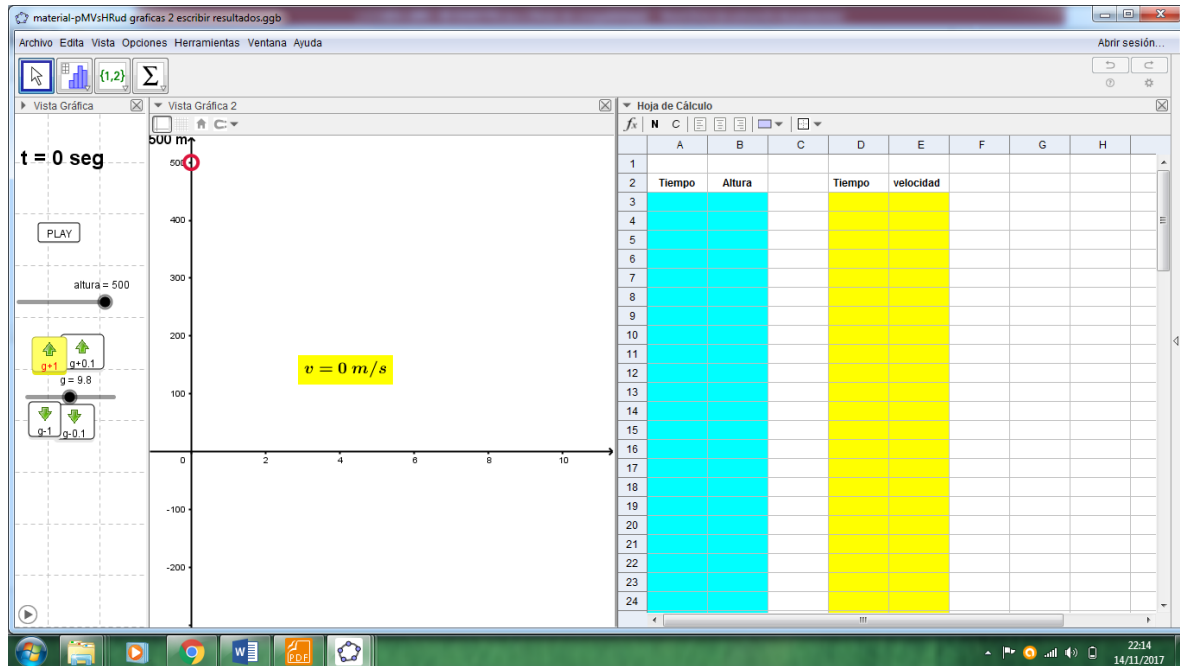 material-pMVsHRud graficas 2 escribir resultados.ggb
Archivo Edita Vista Opciones Herramientas Ventana Ayuda
Abrir sesión...
{1,2} Σ
Vista Gráfica
t = 0 seg
PLAY
altura = 500
g+1 g+0.1
g = 9.8
g-1 g-0.1
Vista Gráfica 2
500 m
500
400
300
200
100
0 2 4 6 8 10
-100
-200
v = 0 m/s
Hoja de Cálculo
fx N C
A B C D E F G H
1
2 Tiempo Altura Tiempo velocidad
3
4
5
6
7
8
9
10
11
12
13
14
15
16
17
18
19
20
21
22
23
24
PDF
22:14
14/11/2017